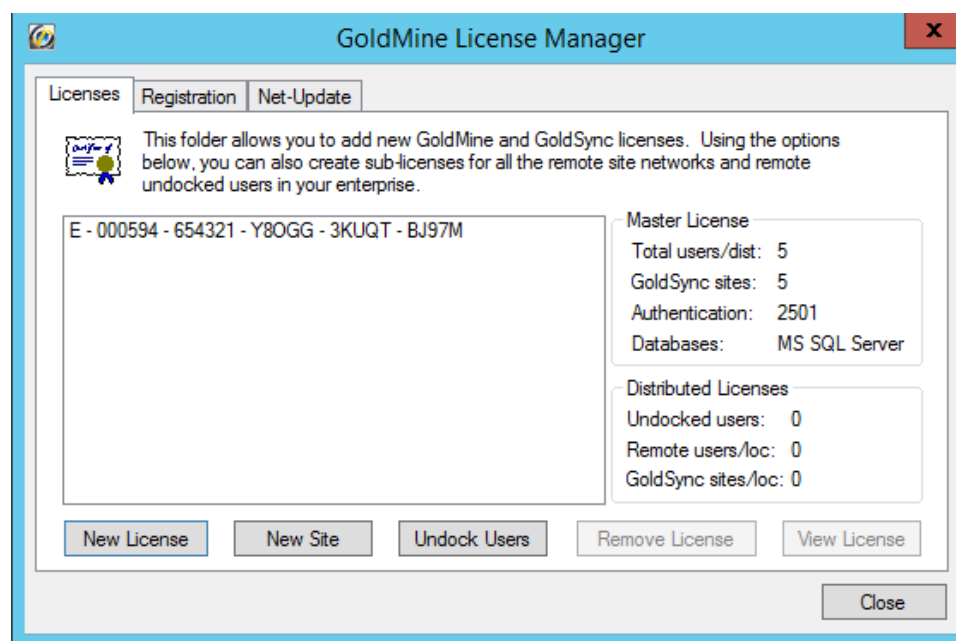 GoldMine License Manager
x
Licenses
Registration
Net-Update
This folder allows you to add new GoldMine and GoldSync licenses. Using the options
below, you can also create sub-licenses for all the remote site networks and remote
undocked users in your enterprise.
E - 000594 - 654321 - Y8OGG - 3KUQT - BJ97M
Master License
Total users/dist: 5
GoldSync sites: 5
Authentication: 2501
Databases: MS SQL Server
Distributed Licenses
Undocked users: 0
Remote users/loc: 0
GoldSync sites/loc: 0
New License
New Site
Undock Users
Remove License
View License
Close